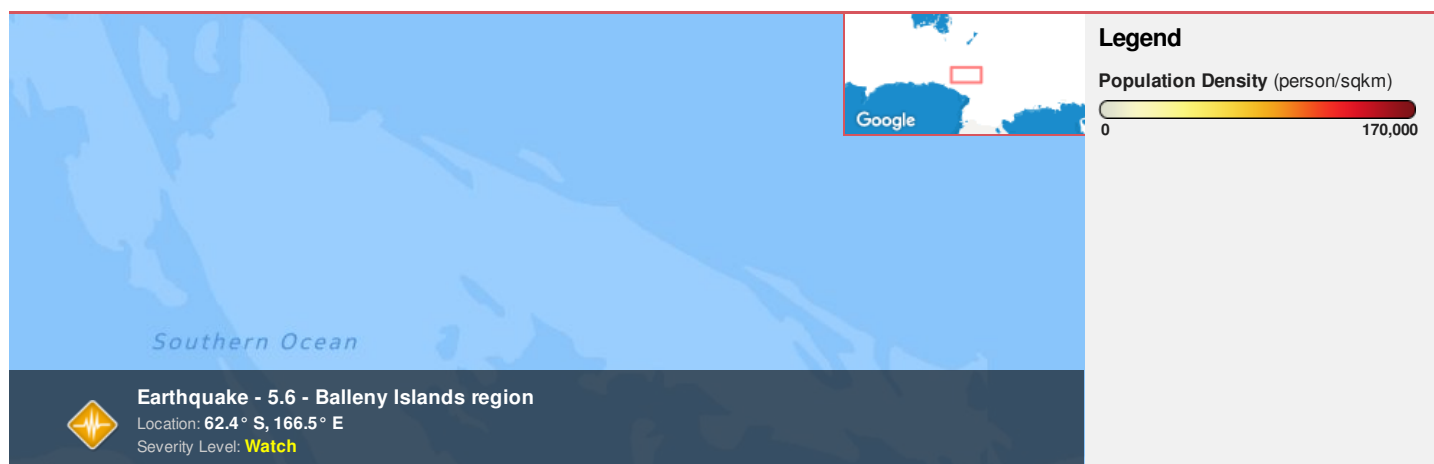 Google
Southern Ocean
Earthquake - 5.6 - Balleny Islands region
Location: 62.4° S, 166.5° E
Severity Level: Watch
Legend
Population Density (person/sqkm)
0 170,000